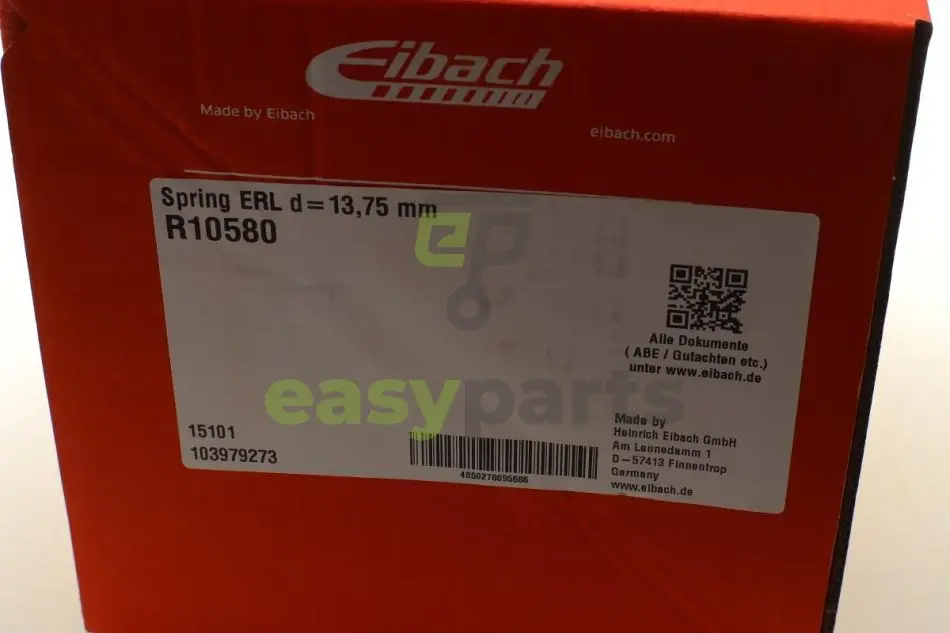 Eibach
Made by Eibach
eibach.com
Spring ERL d=13,75 mm
R10580
ep
Alle Dokumente
( ABE / Gutachten etc.)
unter www.eibach.de
easyparts
15101
103979273
4050278095686
Made by
Heinrich Eibach GmbH
Am Lennedamm 1
D-57413 Finnentrop
Germany
www.eibach.de